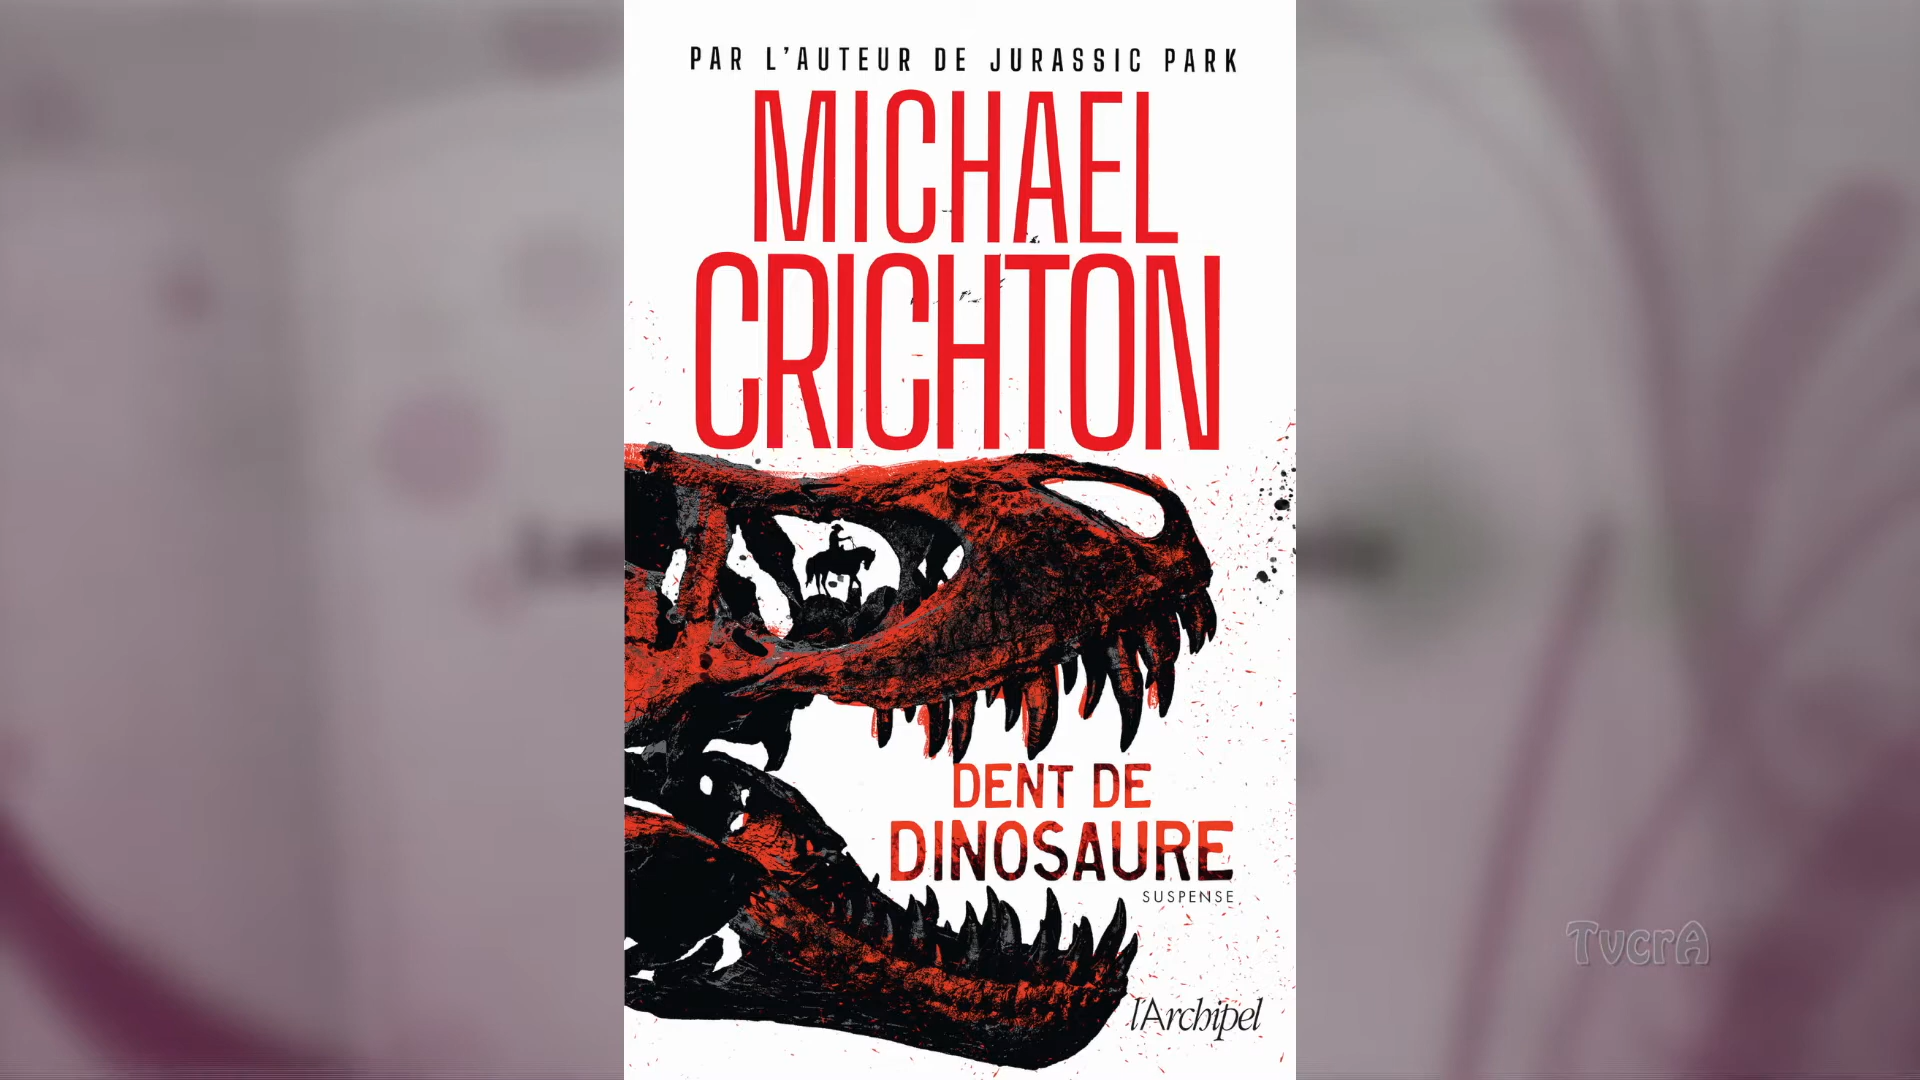 PAR L'AUTEUR DE JURASSIC PARK
MICHAEL
CRICHTON
DENT DE
DINOSAURE
SUSPENSE
TvcrA
l'Archipel